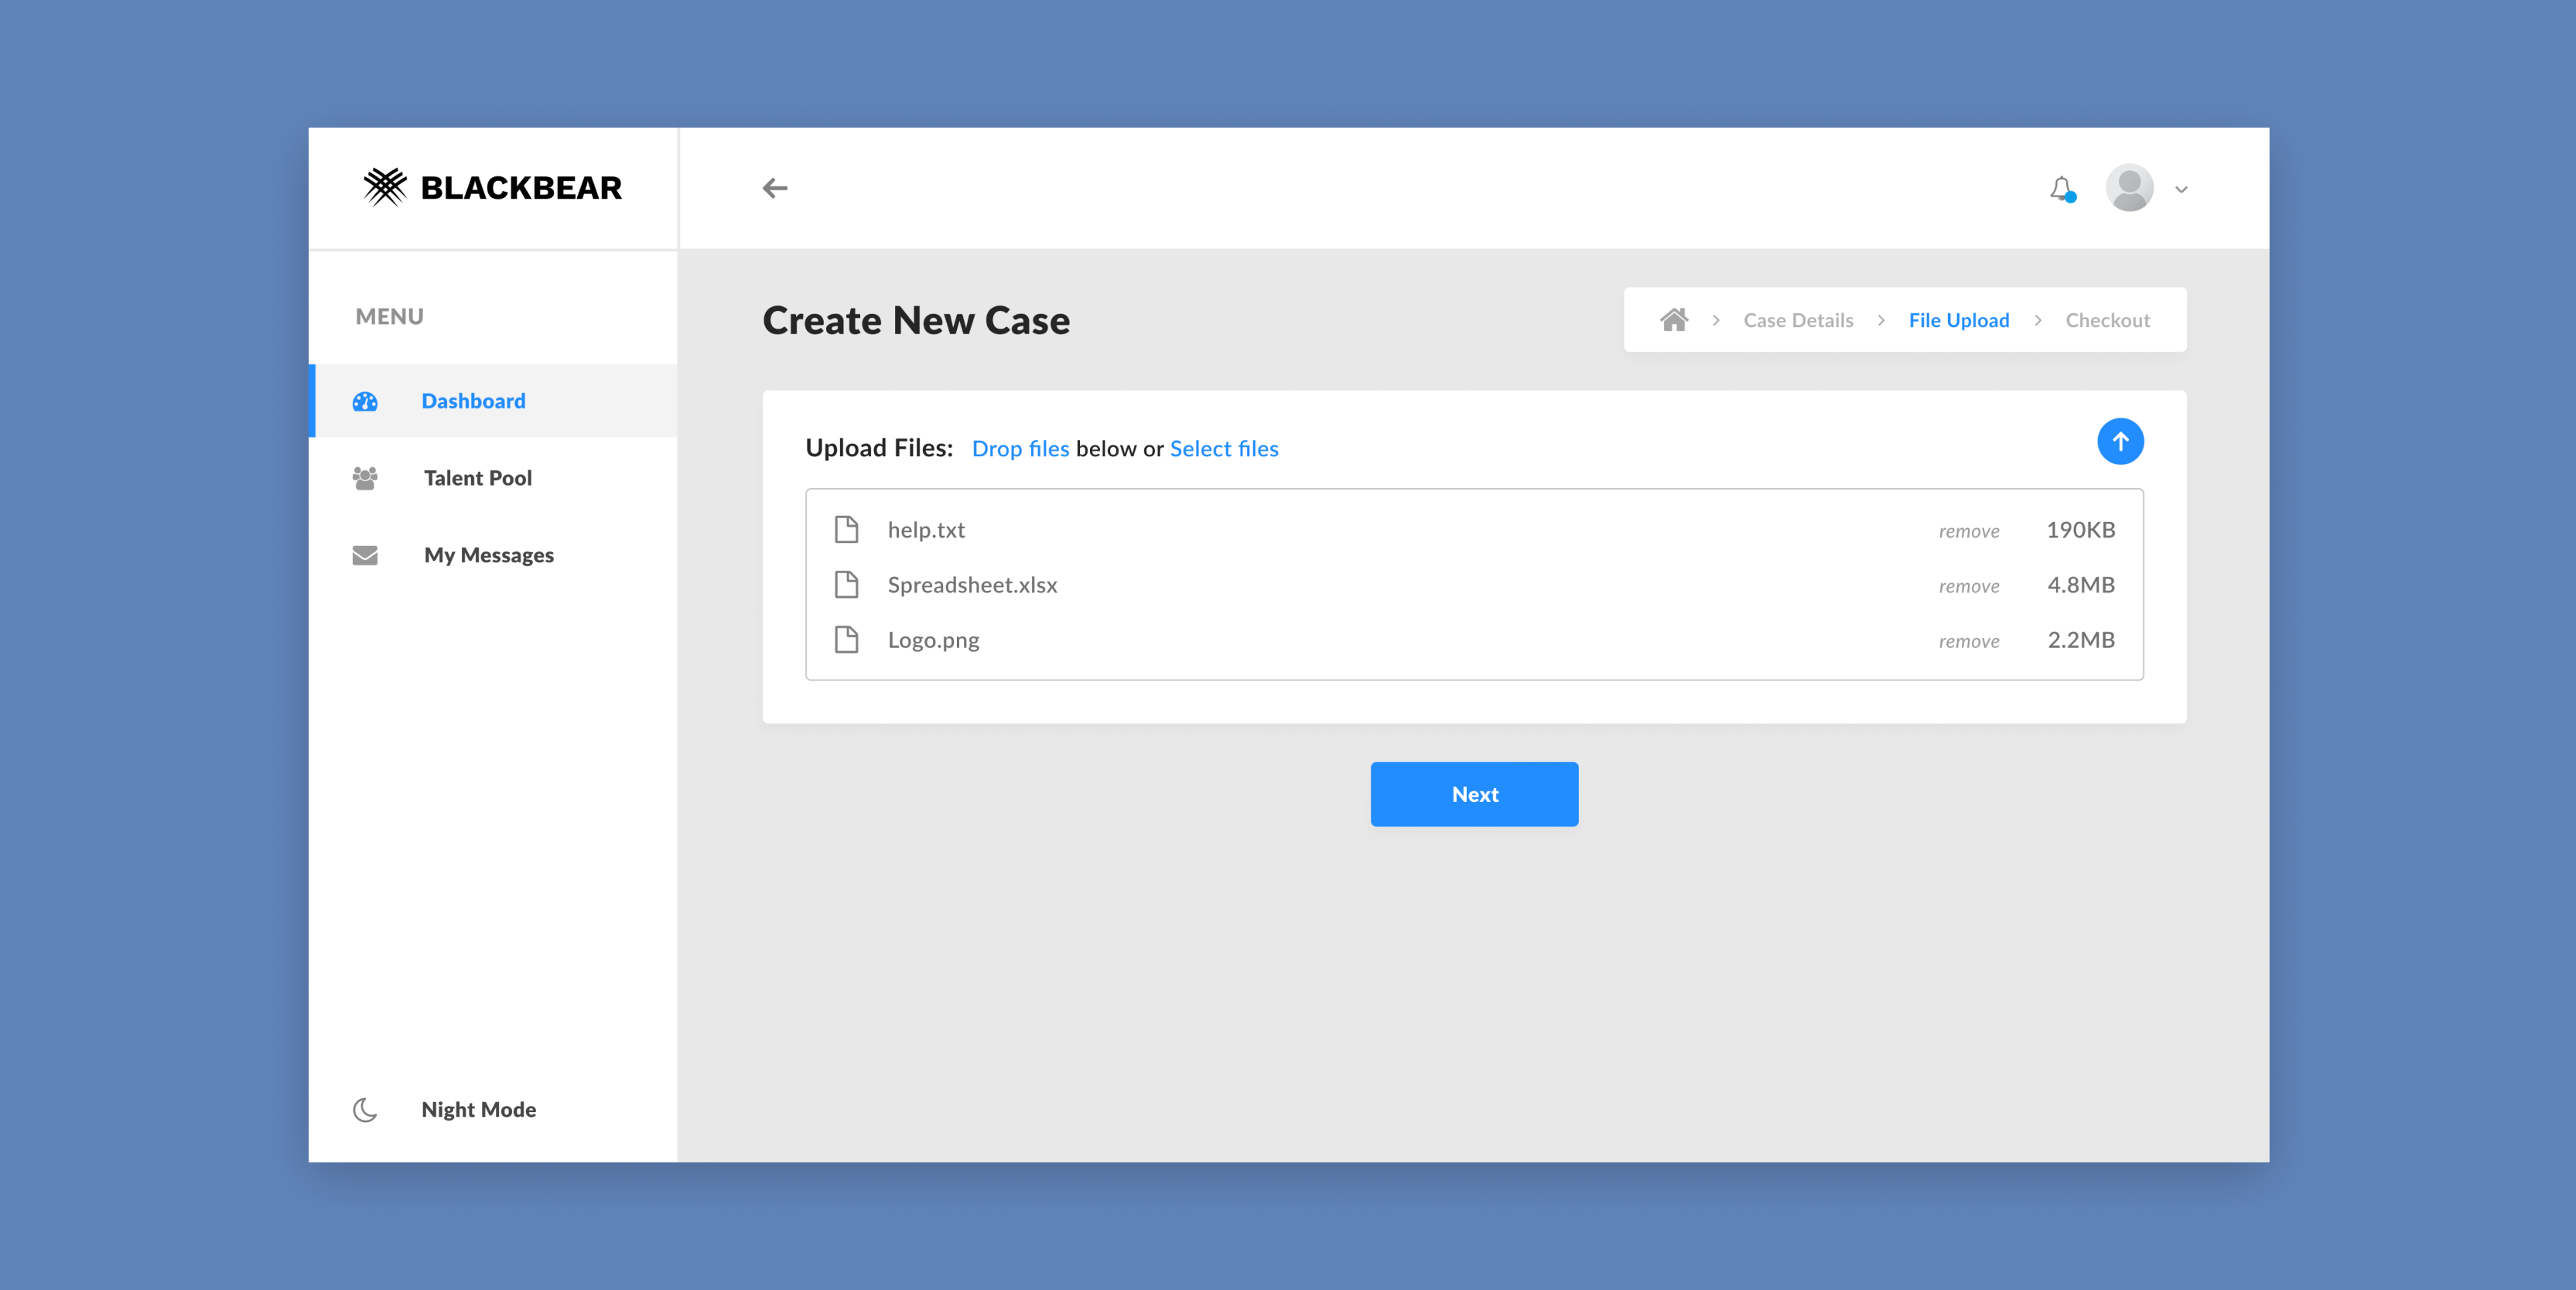 BLACKBEAR
MENU
Dashboard
Talent Pool
My Messages
Night Mode
Create New Case
Case Details > File Upload > Checkout
Upload Files: Drop files below or Select files
help.txt remove 190KB
Spreadsheet.xlsx remove 4.8MB
Logo.png remove 2.2MB
Next